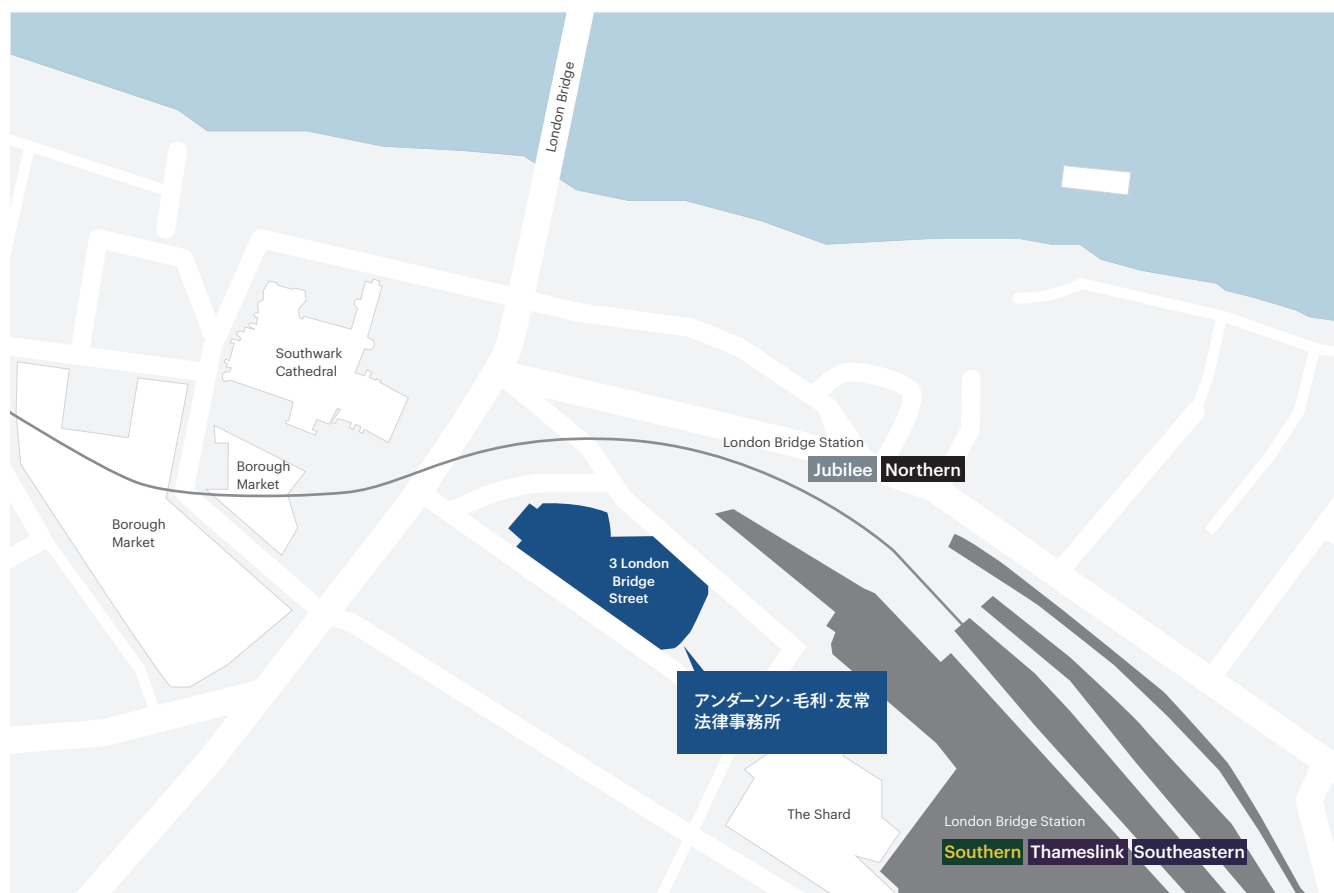 London Bridge
Southwark
Cathedral
London Bridge Station
Jubilee Northern
Borough
Market
Borough
Market
3 London
Bridge
Street
アンダーソン・毛利・友常
法律事務所
The Shard
London Bridge Station
Southern Thameslink Southeastern